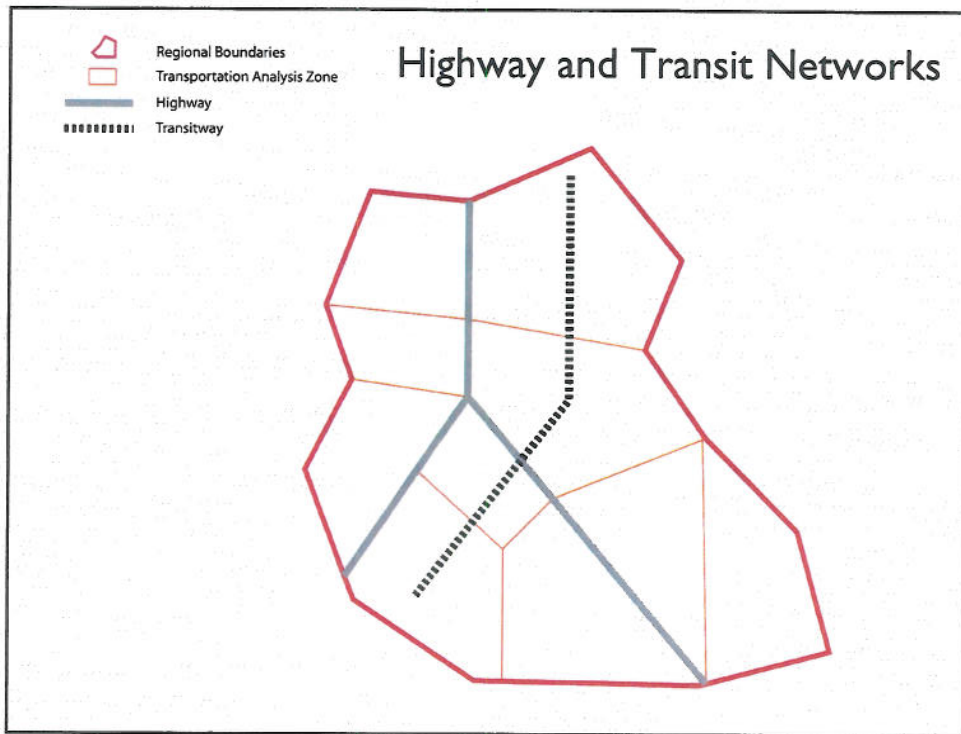 Highway and Transit Networks
Regional Boundaries
Transportation Analysis Zone
Highway
Transitway